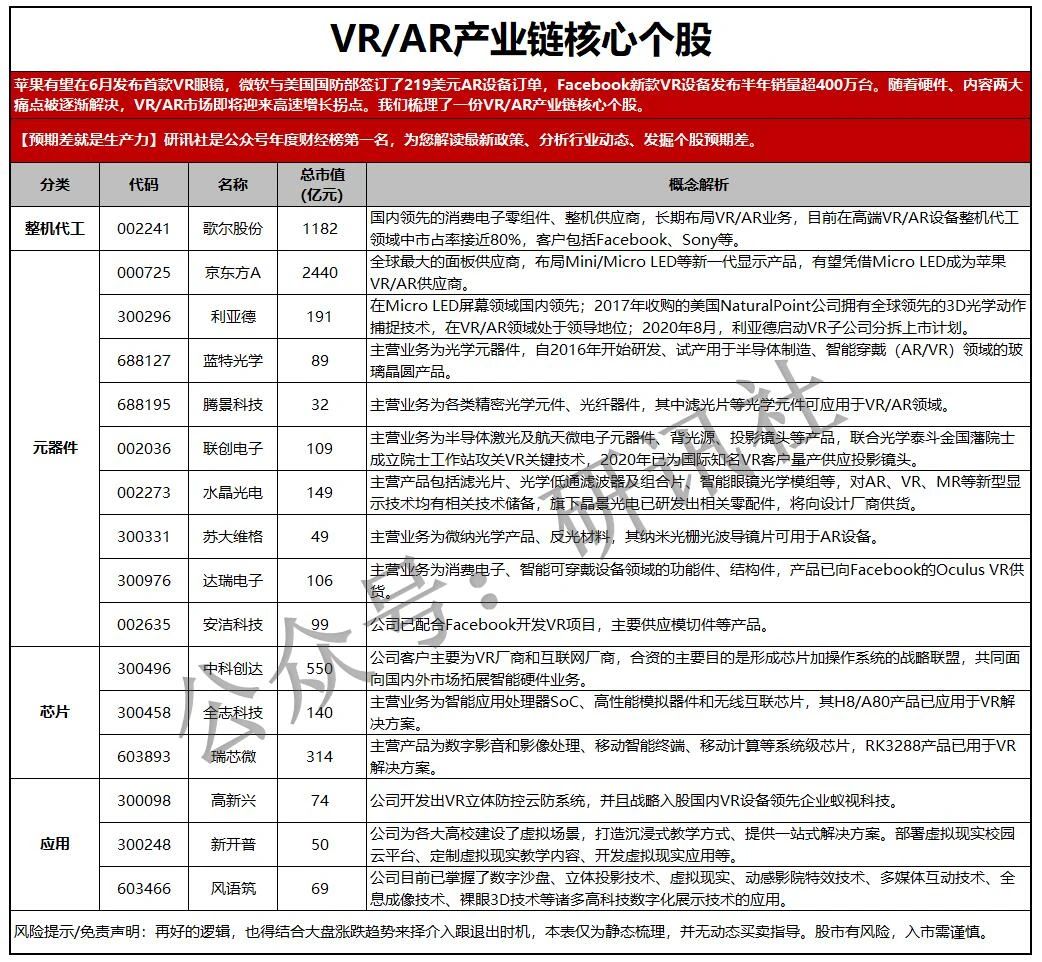 VR/AR产业链核心个股
苹果有望在6月发布首款VR眼镜，微软与美国国防部签订了219美元AR设备订单，Facebook新款VR设备发布半年销量超400万台。随着硬件、内容两大
痛点被逐渐解决，VR/AR市场即将迎来高速增长拐点。我们梳理了一份VR/AR产业链核心个股。
【预期差就是生产力】研讯社是公众号年度财经榜第一名，为您解读最新政策、分析行业动态、发掘个股预期差。
分类 代码 名称 总市值 概念解析
(亿元)
整机代工 002241 歌尔股份 1182 国内领先的消费电子零组件、整机供应商，长期布局VR/AR业务，目前在高端VR/AR设备整机代工
领域中市占率接近80%，客户包括Facebook、Sony等。
元器件
000725 京东方A 2440 全球最大的面板供应商，布局Mini/Micro LED等新一代显示产品，有望凭借Micro LED成为苹果
VR/AR供应商。
300296 利亚德 191 在Micro LED屏幕领域国内领先；2017年收购的美国NaturalPoint公司拥有全球领先的3D光学动作
捕捉技术，在VR/AR领域处于领导地位；2020年8月，利亚德启动VR子公司分拆上市计划。
688127 蓝特光学 89 主营业务为光学元器件，自2016年开始研发、试产用于半导体制造、智能穿戴（AR/VR）领域的玻
璃晶圆产品。
688195 腾景科技 32 主营业务为各类精密光学元件、光纤器件，其中滤光片等光学元件可应用于VR/AR领域。
002036 联创电子 109 主营业务为半导体激光及航天微电子元器件、背光源、投影镜头等产品，联合光学泰斗金国藩院士
成立院士工作站攻关VR关键技术，2020年已为国际知名VR客户量产供应投影镜头。
002273 水晶光电 149 主营产品包括滤光片、光学低通滤波器及组合片、智能眼镜光学模组等，对AR、VR、MR等新型显
示技术均有相关技术储备，旗下晶景光电已研发出相关零配件，将向设计厂商供货。
300331 苏大维格 49 主营业务为微纳光学产品、反光材料，其纳米光栅光波导镜片可用于AR设备。
300976 达瑞电子 106 主营业务为消费电子、智能可穿戴设备领域的功能件、结构件，产品已向Facebook的Oculus VR供
货。
002635 安洁科技 99 公司已配合Facebook开发VR项目，主要供应模切件等产品。
芯片
300496 中科创达 550 公司客户主要为VR厂商和互联网厂商，合资的主要目的是形成芯片加操作系统的战略联盟，共同面
向国内外市场拓展智能硬件业务。
300458 全志科技 140 主营业务为智能应用处理器SoC、高性能模拟器件和无线互联芯片，其H8/A80产品已应用于VR解
决方案。
603893 瑞芯微 314 主营产品为数字影音和影像处理、移动智能终端、移动计算等系统级芯片，RK3288产品已用于VR
解决方案。
应用
300098 高新兴 74 公司开发出VR立体防控云防系统，并且战略入股国内VR设备领先企业蚁视科技。
300248 新开普 50 公司为各大高校建设了虚拟场景，打造沉浸式教学方式、提供一站式解决方案。部署虚拟现实校园
云平台、定制虚拟现实教学内容、开发虚拟现实应用等。
603466 风语筑 69 公司目前已掌握了数字沙盘、立体投影技术、虚拟现实、动感影院特效技术、多媒体互动技术、全
息成像技术、裸眼3D技术等诸多高科技数字化展示技术的应用。
风险提示/免责声明：再好的逻辑，也得结合大盘涨跌趋势来择介入跟退出时机，本表仅为静态梳理，并无动态买卖指导。股市有风险，入市需谨慎。
公众号：研讯社